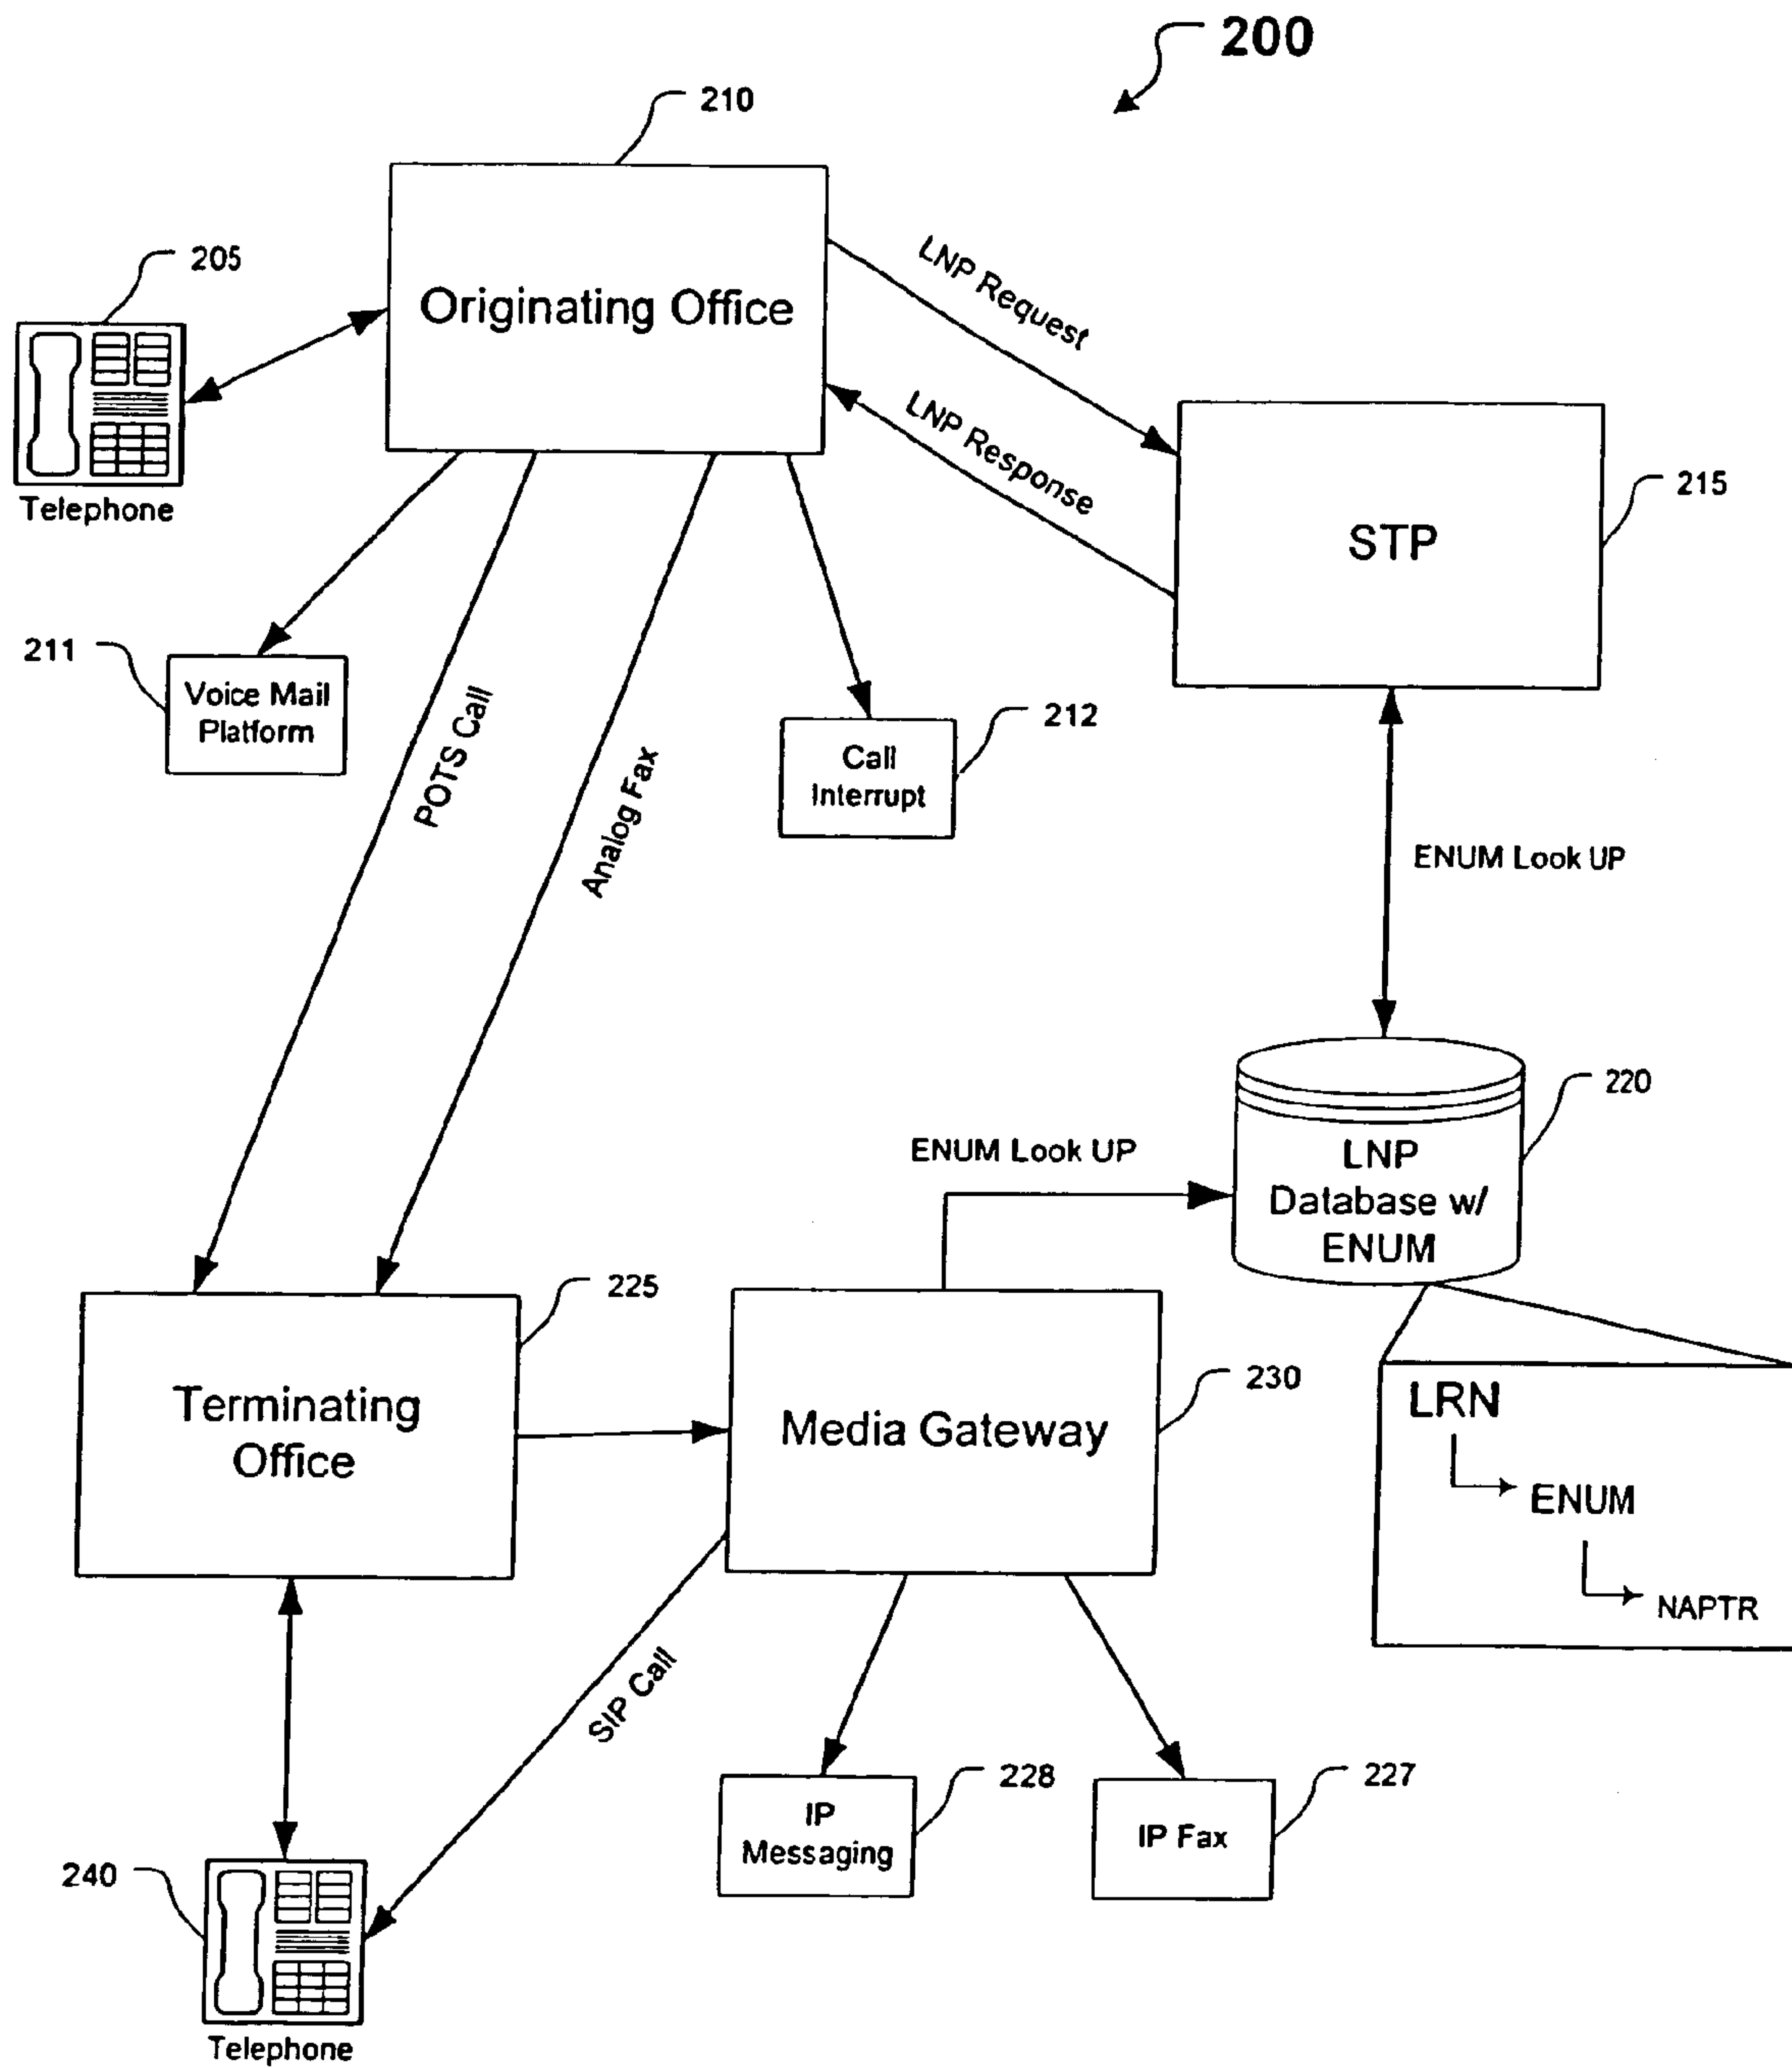 200
210
205
Originating Office
LNP Request
LNP Response
Telephone
215
STP
211
Voice Mail
Platform
POTS Call
Analog Fax
212
Call
Interrupt
ENUM Look UP
220
ENUM Look UP
LNP
Database w/
ENUM
225
Terminating
Office
230
Media Gateway
LRN
ENUM
NAPTR
SIP Call
228
IP
Messaging
227
IP Fax
240
Telephone